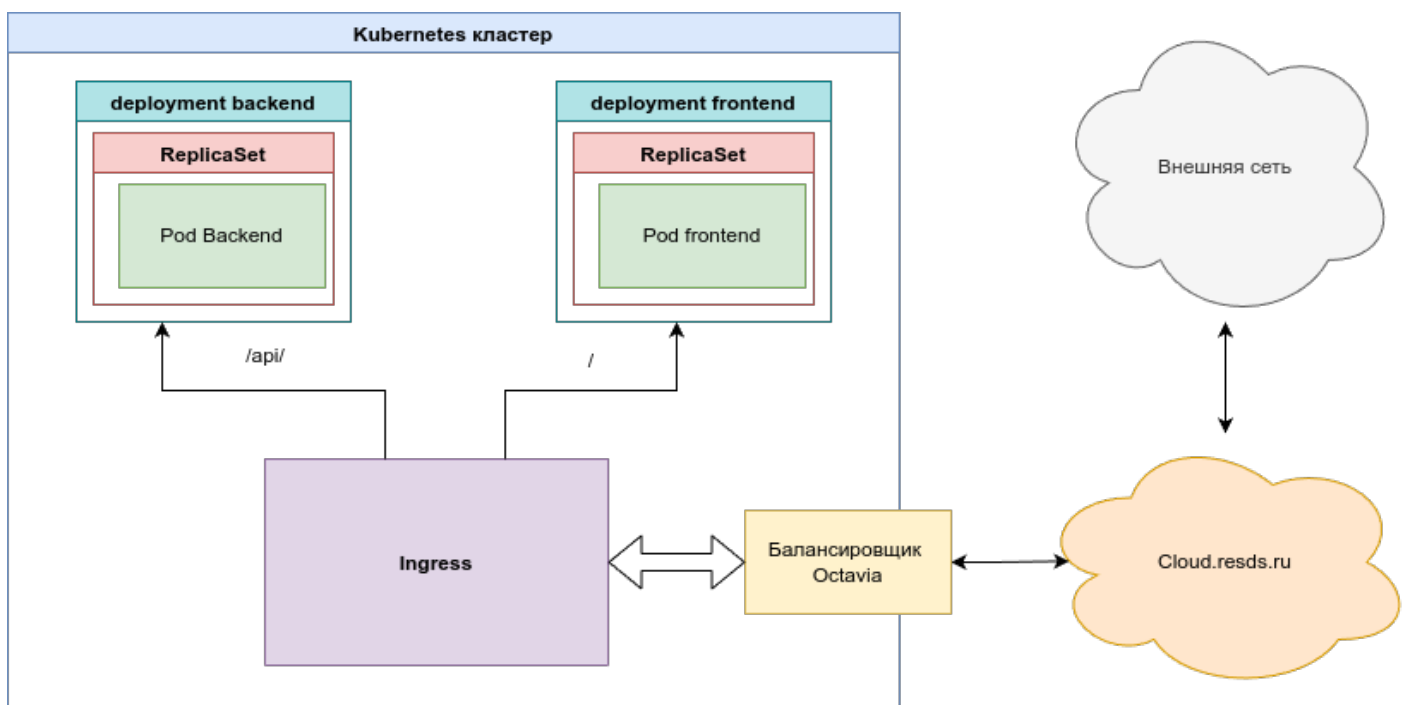 Kubernetes кластер
deployment backend
ReplicaSet
Pod Backend
deployment frontend
ReplicaSet
Pod frontend
Внешняя сеть
/api/
/
Ingress
Балансировщик
Octavia
Cloud.resds.ru